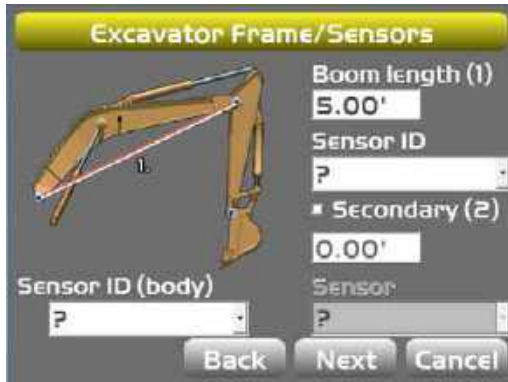 Excavator Frame/Sensors
Boom length (1)
5.00'
Sensor ID
?
Secondary (2)
0.00'
1.
Sensor ID (body)
?
Sensor
?
Back
Next
Cancel